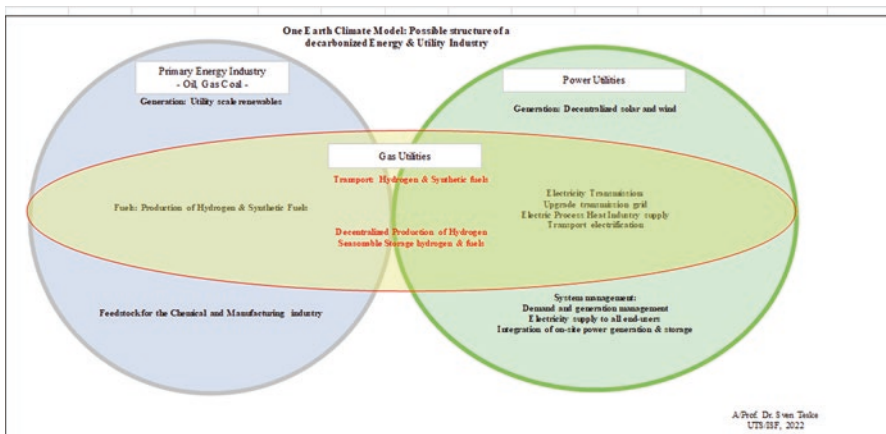 One Earth Climate Model: Possible structure of a
decarbonized Energy & Utility Industry
Primary Energy Industry
- Oil, Gas Coal -
Generation: Utility scale renewables
Power Utilities
Generation: Decentralized solar and wind
Gas Utilities
Transport: Hydrogen & Synthetic fuels
Fuels: Production of Hydrogen & Synthetic Fuels
Electricity Transmission
Upgrade transmission grid
Electric Process Heat Industry supply
Transport electrification
Decentralized Production of Hydrogen
Seasonable Storage hydrogen & fuels
Feedstock for the Chemical and Manufacturing industry
System management:
Demand and generation management
Electricity supply to all end-users
Integration of on-site power generation & storage
A/Prof. Dr. Sven Teske
UTS/ISF, 2022